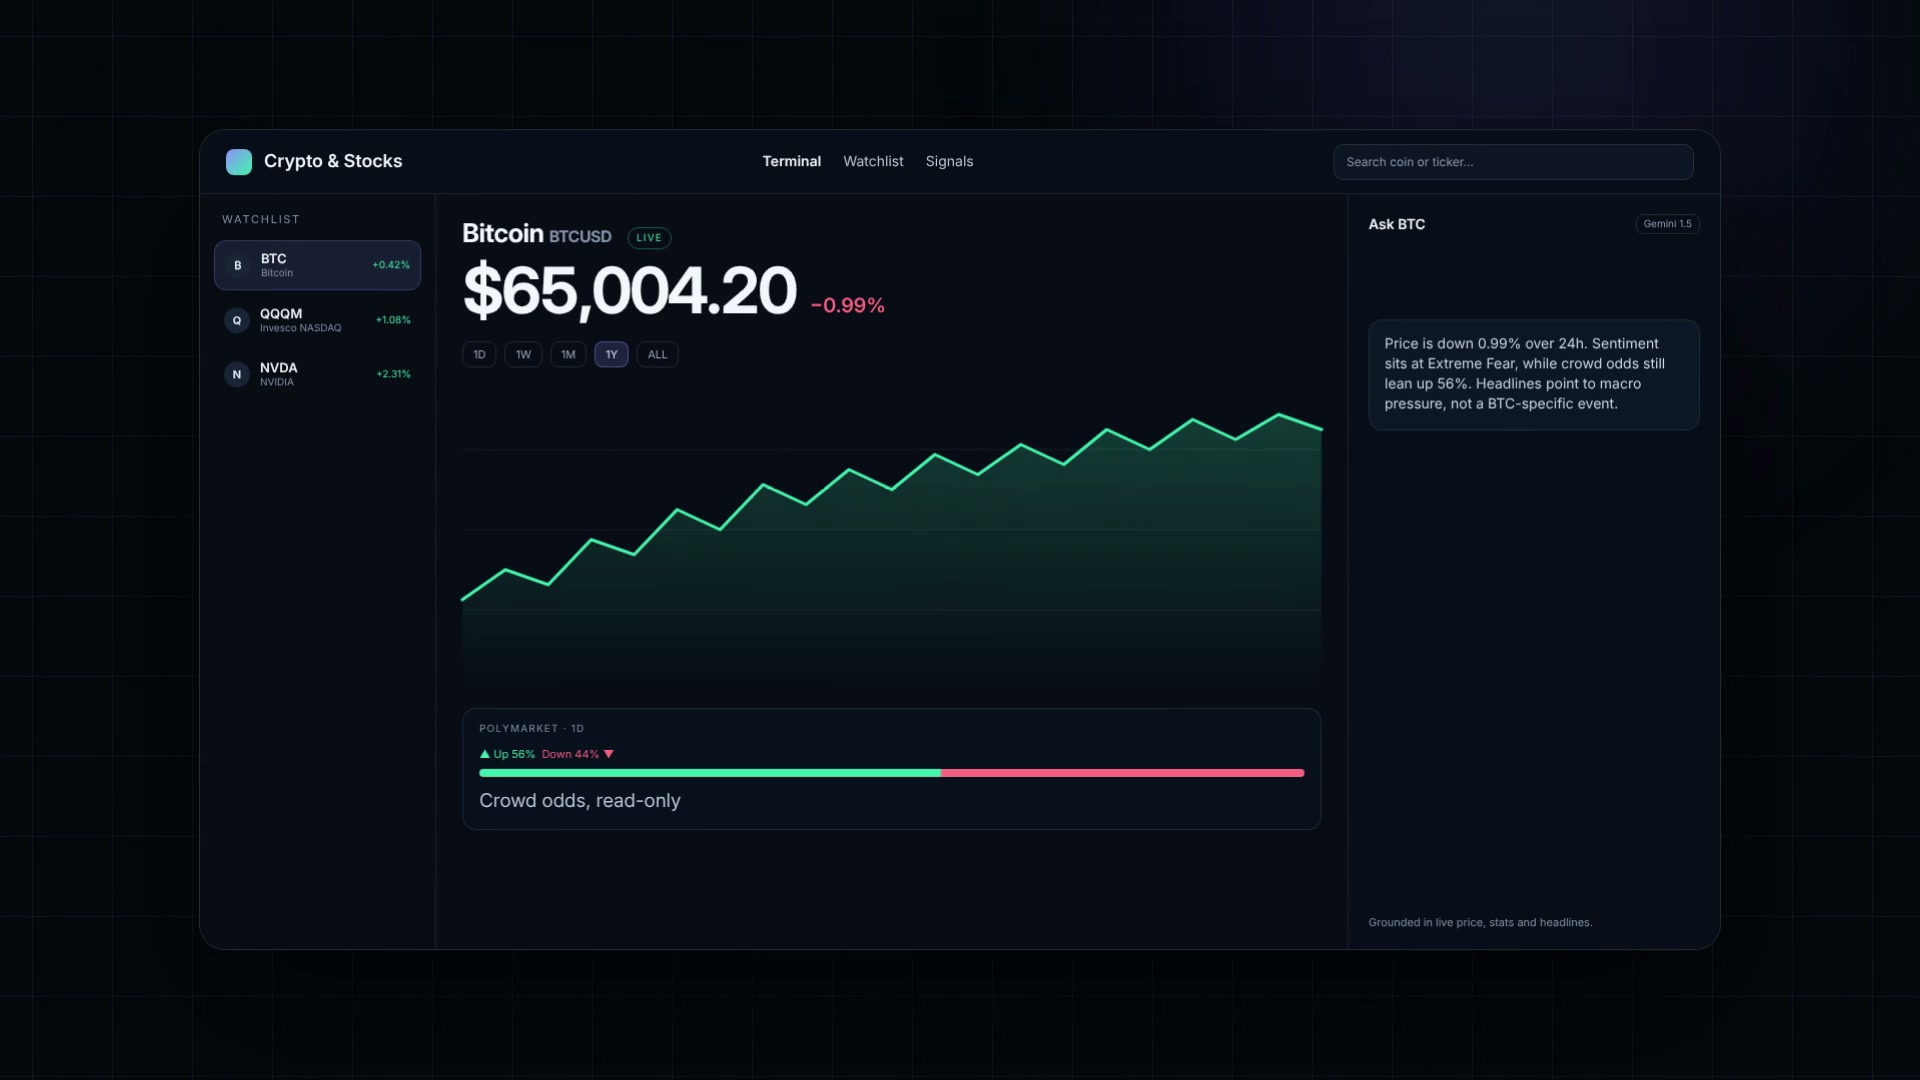 Crypto & Stocks
Terminal Watchlist Signals
Search coin or ticker...
WATCHLIST
B BTC +0.42%
Bitcoin
Q QQQM +1.08%
Invesco NASDAQ
N NVDA +2.31%
NVIDIA
Bitcoin BTCUSD LIVE
$65,004.20 −0.99%
1D 1W 1M 1Y ALL
POLYMARKET · 1D
▲ Up 56% Down 44% ▼
Crowd odds, read-only
Ask BTC Gemini 1.5
Price is down 0.99% over 24h. Sentiment
sits at Extreme Fear, while crowd odds still
lean up 56%. Headlines point to macro
pressure, not a BTC-specific event.
Grounded in live price, stats and headlines.